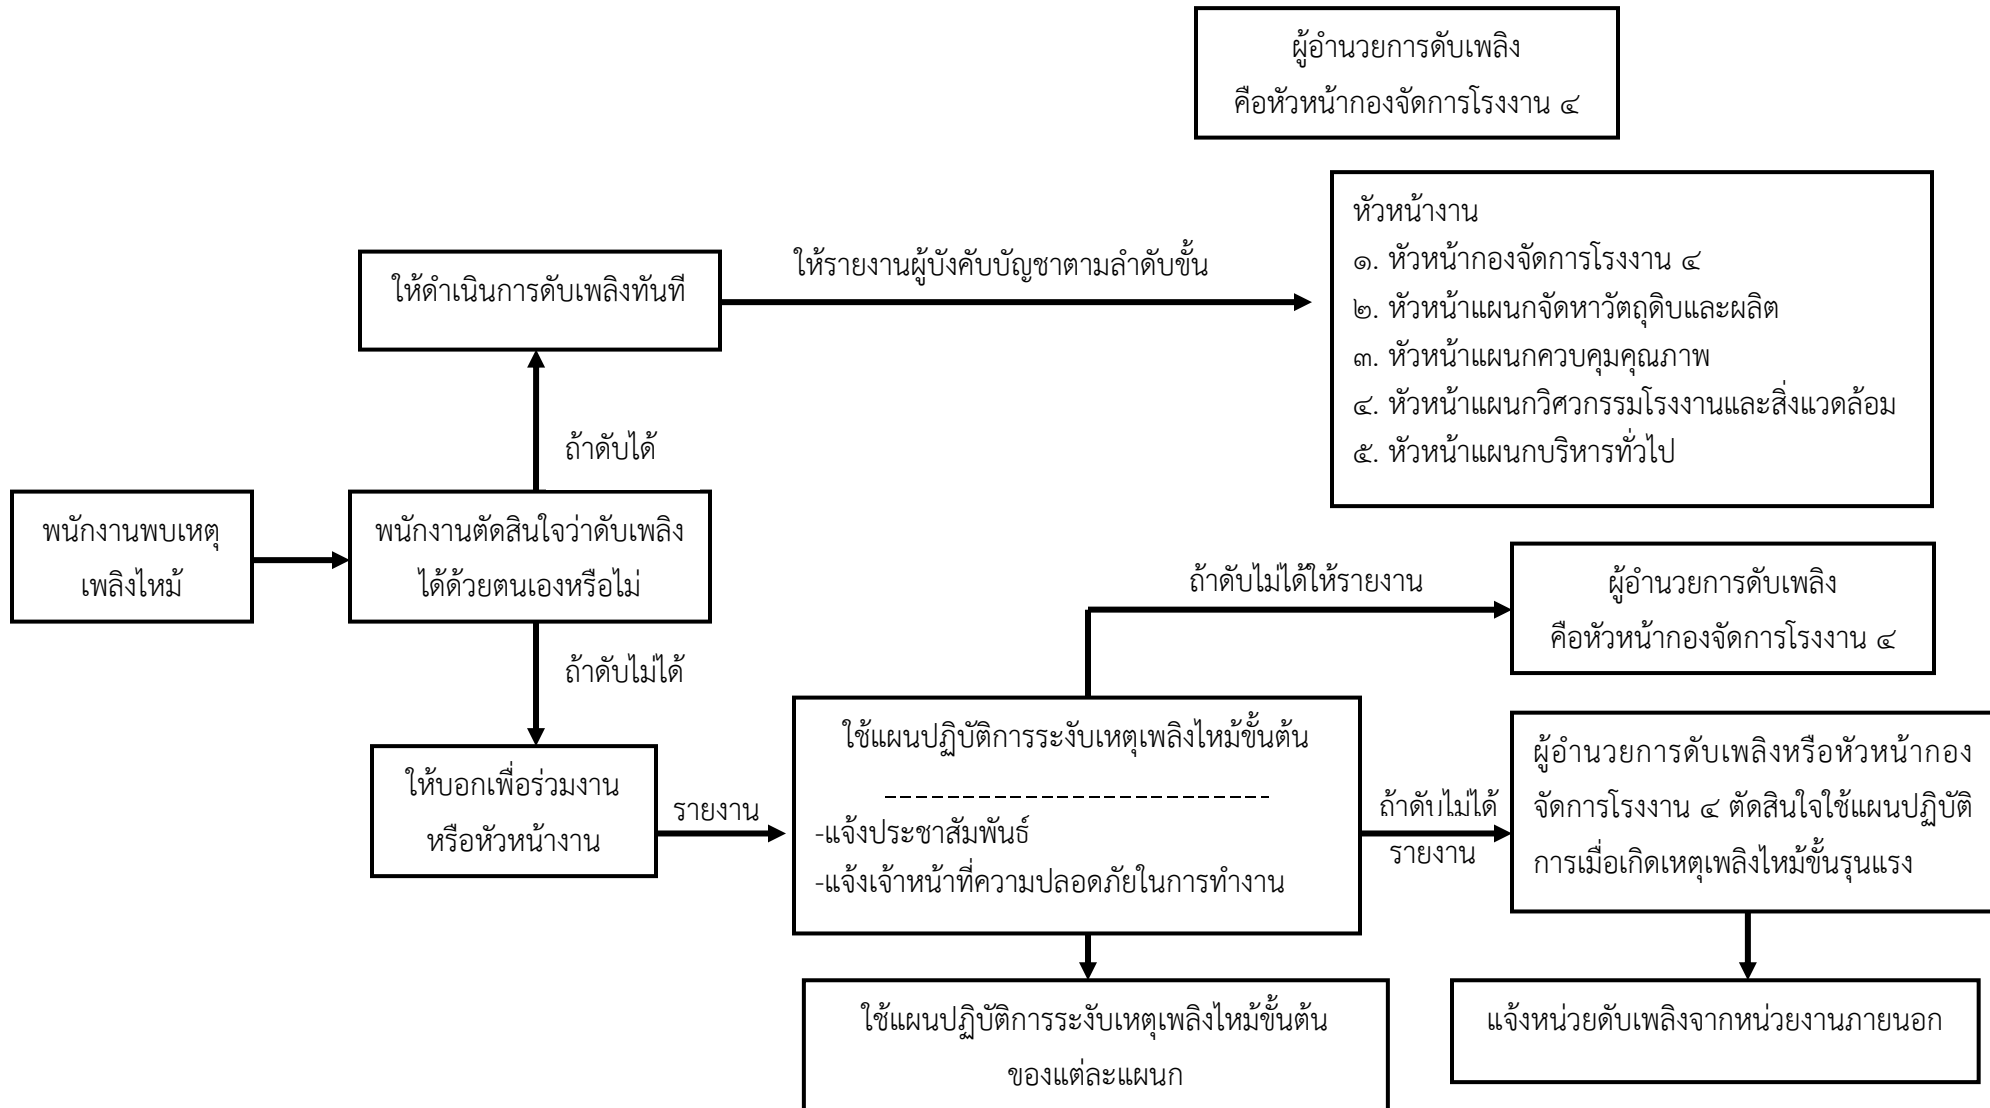 ผู้อำนวยการดับเพลิง
คือหัวหน้ากองจัดการโรงงาน ๔
หัวหน้างาน
๑. หัวหน้ากองจัดการโรงงาน ๔
๒. หัวหน้าแผนกจัดหาวัตถุดิบและผลิต
๓. หัวหน้าแผนกควบคุมคุณภาพ
๔. หัวหน้าแผนกวิศวกรรมโรงงานและสิ่งแวดล้อม
๕. หัวหน้าแผนกบริหารทั่วไป
ให้รายงานผู้บังคับบัญชาตามลำดับขั้น
ให้ดำเนินการดับเพลิงทันที
ถ้าดับได้
พนักงานพบเหตุ
เพลิงไหม้
พนักงานตัดสินใจว่าดับเพลิง
ได้ด้วยตนเองหรือไม่
ถ้าดับไม่ได้
ให้บอกเพื่อร่วมงาน
หรือหัวหน้างาน
รายงาน
ใช้แผนปฏิบัติการระงับเหตุเพลิงไหม้ขั้นต้น
-แจ้งประชาสัมพันธ์
-แจ้งเจ้าหน้าที่ความปลอดภัยในการทำงาน
ถ้าดับไม่ได้ให้รายงาน
ผู้อำนวยการดับเพลิง
คือหัวหน้ากองจัดการโรงงาน ๔
ถ้าดับไม่ได้
รายงาน
ผู้อำนวยการดับเพลิงหรือหัวหน้ากอง
จัดการโรงงาน ๔ ตัดสินใจใช้แผนปฏิบัติ
การเมื่อเกิดเหตุเพลิงไหม้ขั้นรุนแรง
ใช้แผนปฏิบัติการระงับเหตุเพลิงไหม้ขั้นต้น
ของแต่ละแผนก
แจ้งหน่วยดับเพลิงจากหน่วยงานภายนอก